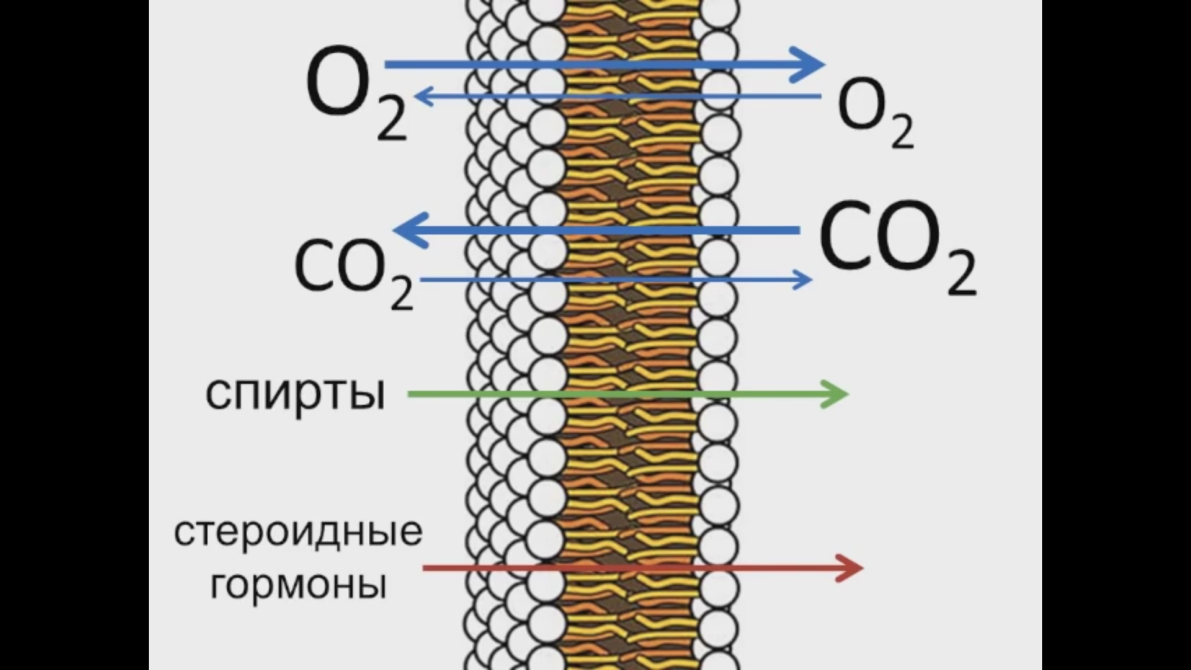 O₂
O₂
CO₂
CO₂
спирты
стероидные
гормоны